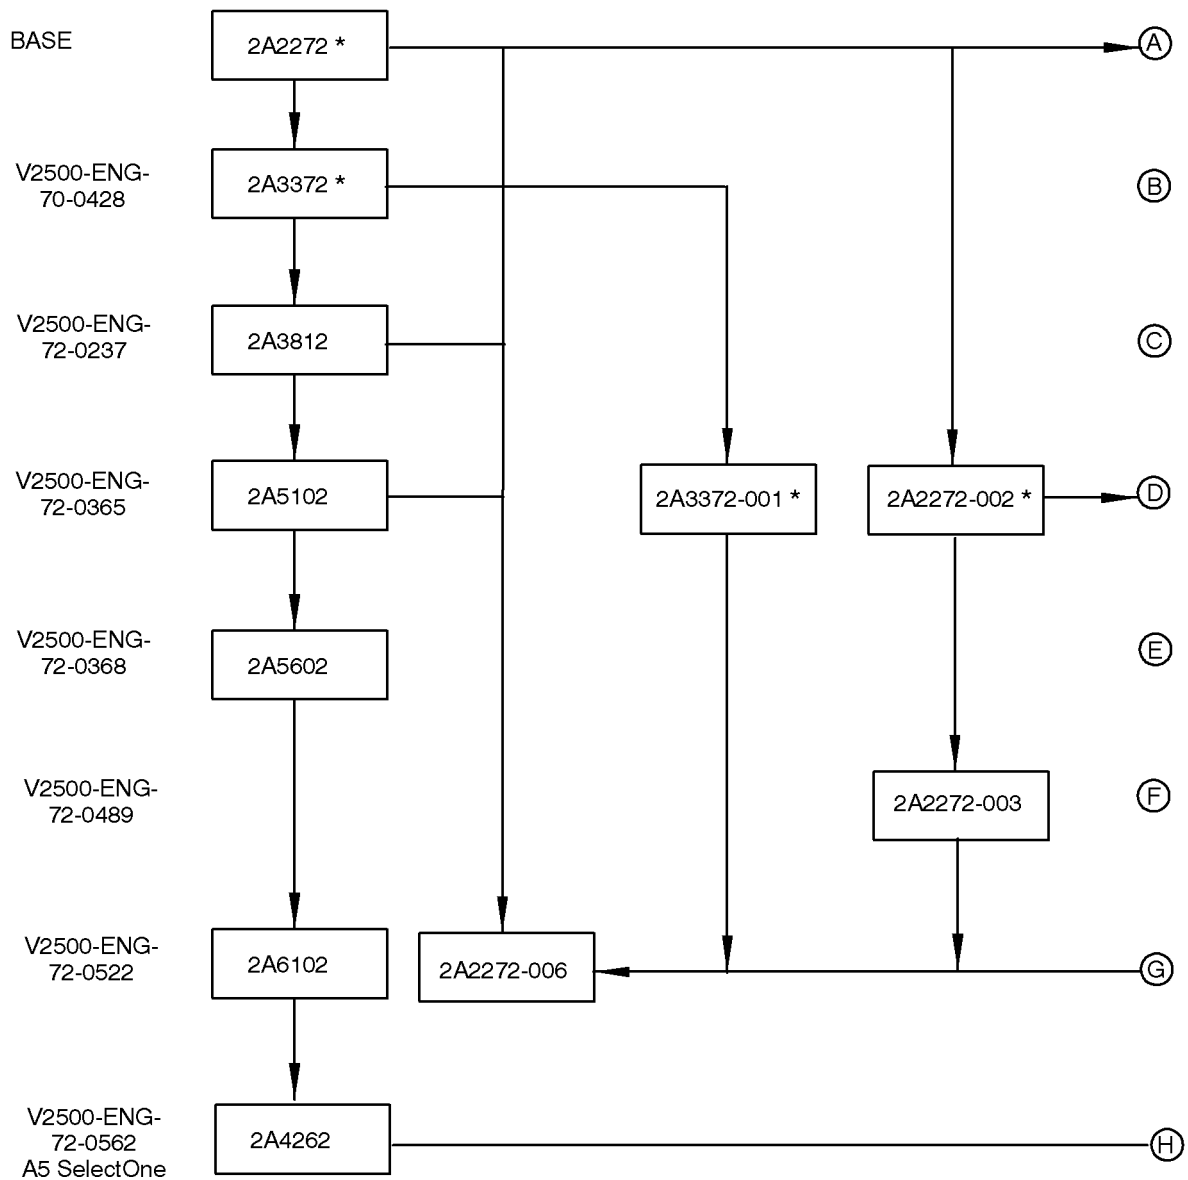 BASE
2A2272 *
A
V2500-ENG-
70-0428
2A3372 *
B
V2500-ENG-
72-0237
2A3812
C
V2500-ENG-
72-0365
2A5102
2A3372-001 *
2A2272-002 *
D
V2500-ENG-
72-0368
2A5602
E
V2500-ENG-
72-0489
2A2272-003
F
V2500-ENG-
72-0522
2A6102
2A2272-006
G
V2500-ENG-
72-0562
A5 SelectOne
2A4262
H